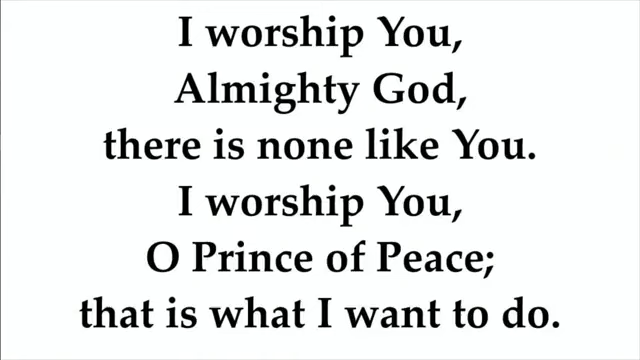 I worship You,
Almighty God,
there is none like You.
I worship You,
O Prince of Peace;
that is what I want to do.